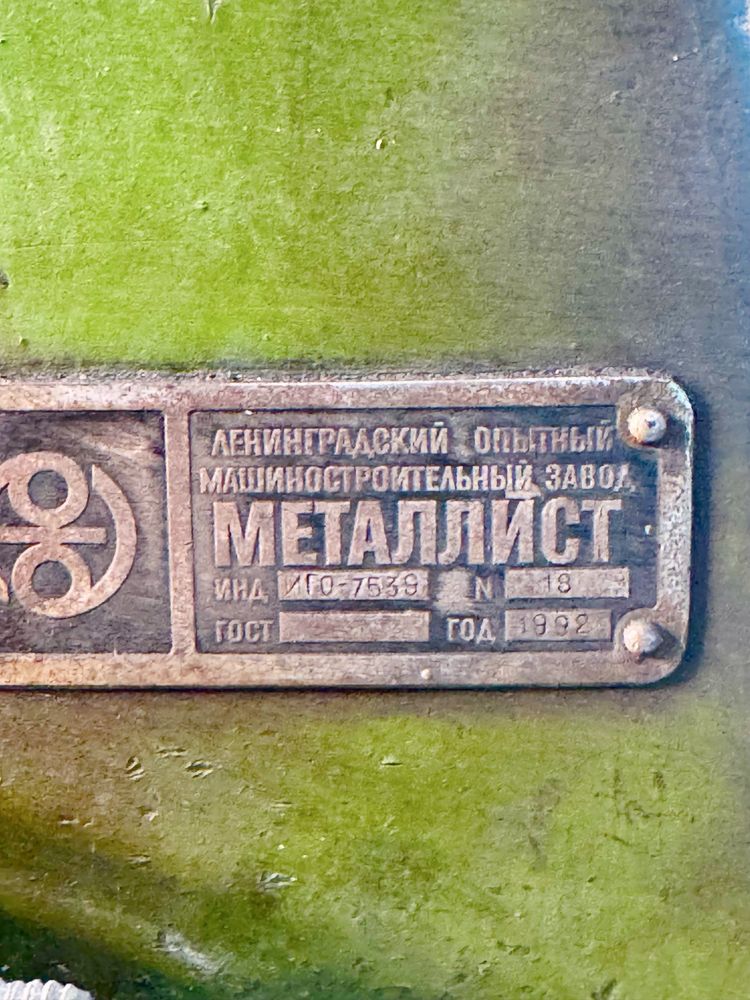 ЛЕНИНГРАДСКИЙ ОПЫТНЫЙ
МАШИНОСТРОИТЕЛЬНЫЙ ЗАВОД
МЕТАЛЛИСТ
ИНД. ИГО-7539 N 18
ГОСТ ГОД 1992